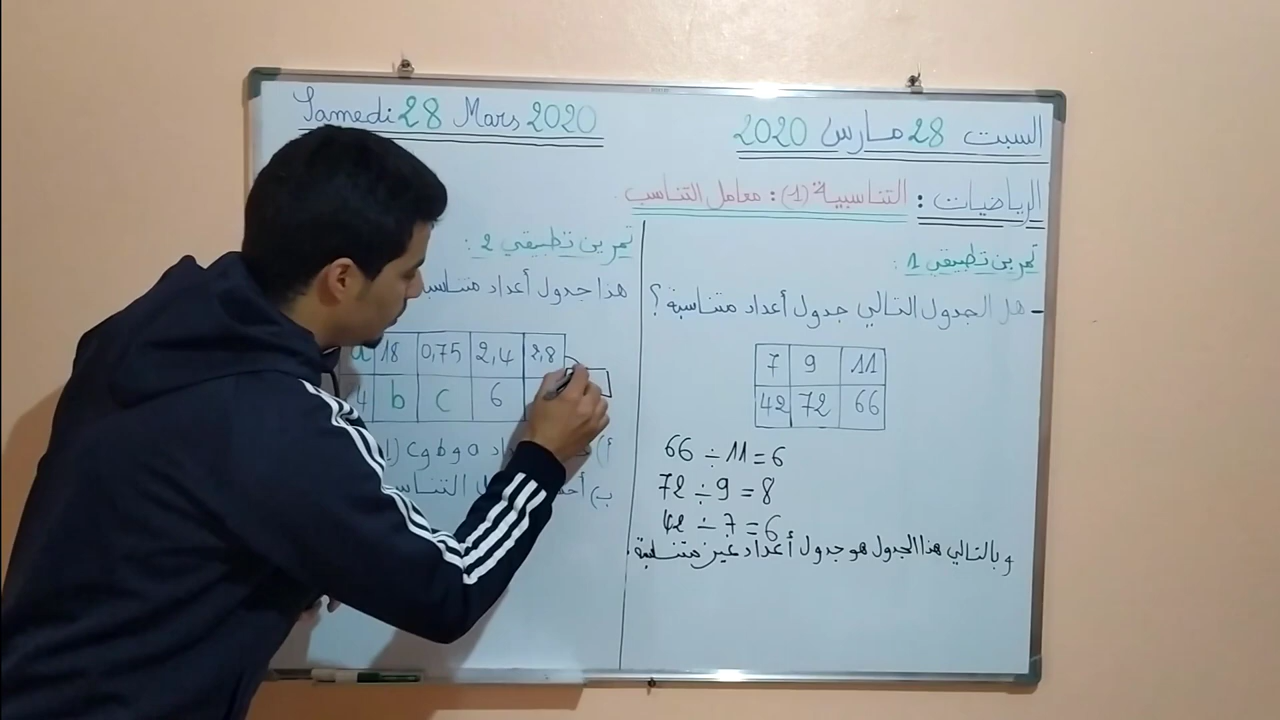 السبت 28 مارس 2020
Samedi 28 Mars 2020
الرياضيات : التناسبية (1) : معامل التناسب
تمرين تطبيقي 1 :
- هل الجدول التالي جدول أعداد متناسبة ؟
7 9 11
42 72 66
66 ÷ 11 = 6
72 ÷ 9 = 8
42 ÷ 7 = 6
وبالتالي هذا الجدول هو جدول أعداد غير متناسبة.
تمرين تطبيقي 2 :
هذا جدول أعداد
a 18 0,75 2,4 2,8
4 b c 6
أ) a و b و c
ب)